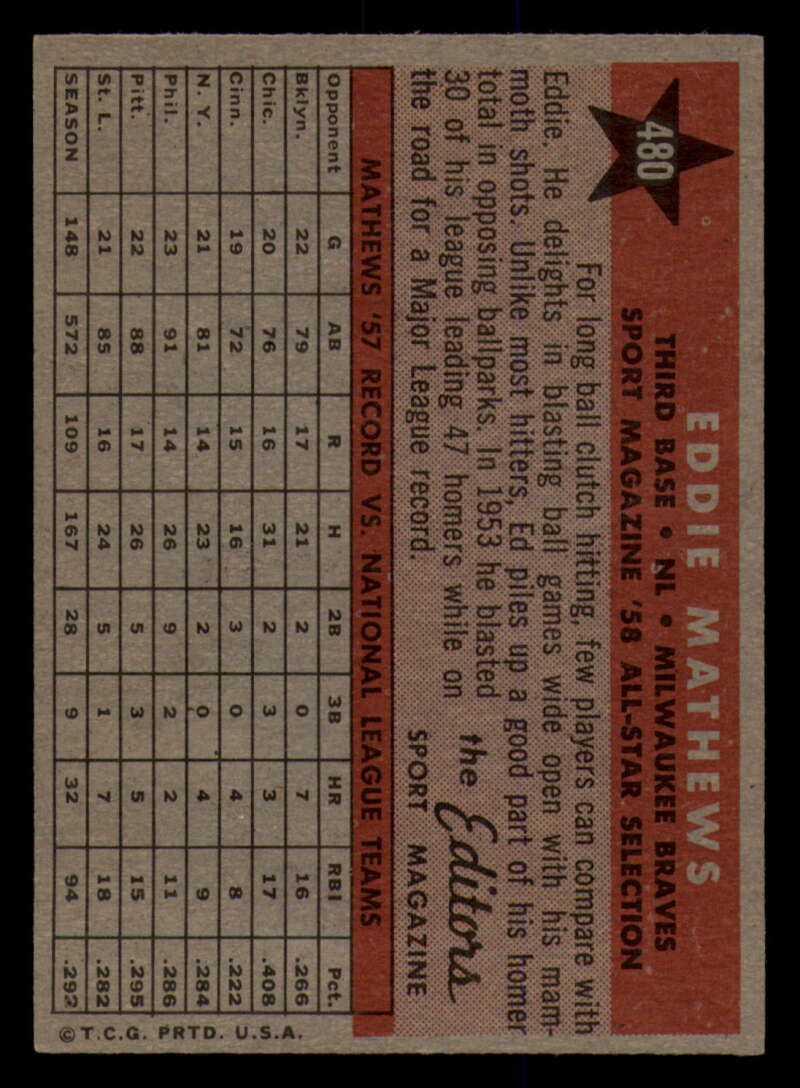 480
EDDIE MATHEWS
THIRD BASE • NL • MILWAUKEE BRAVES
SPORT MAGAZINE '58 ALL-STAR SELECTION
For long ball clutch hitting, few players can compare with
Eddie. He delights in blasting ball games wide open with his mam-
moth shots. Unlike most hitters, Ed piles up a good part of his homer
total in opposing ballparks. In 1953 he blasted
30 of his league leading 47 homers while on
the road for a Major League record.
the Editors
SPORT MAGAZINE
MATHEWS '57 RECORD VS. NATIONAL LEAGUE TEAMS
Opponent G AB R H 2B 3B HR RBI Pct.
Bklyn. 22 79 17 21 2 0 7 16 .266
Chic. 20 76 16 31 2 3 3 17 .408
Cinn. 19 72 15 16 3 0 4 8 .222
N. Y. 21 81 14 23 2 0 4 9 .284
Phil. 23 91 14 26 9 2 2 11 .286
Pitt. 22 88 17 26 5 3 5 15 .295
St. L. 21 85 16 24 5 1 7 18 .282
SEASON 148 572 109 167 28 9 32 94 .292
© T.C.G. PRTD. U.S.A.